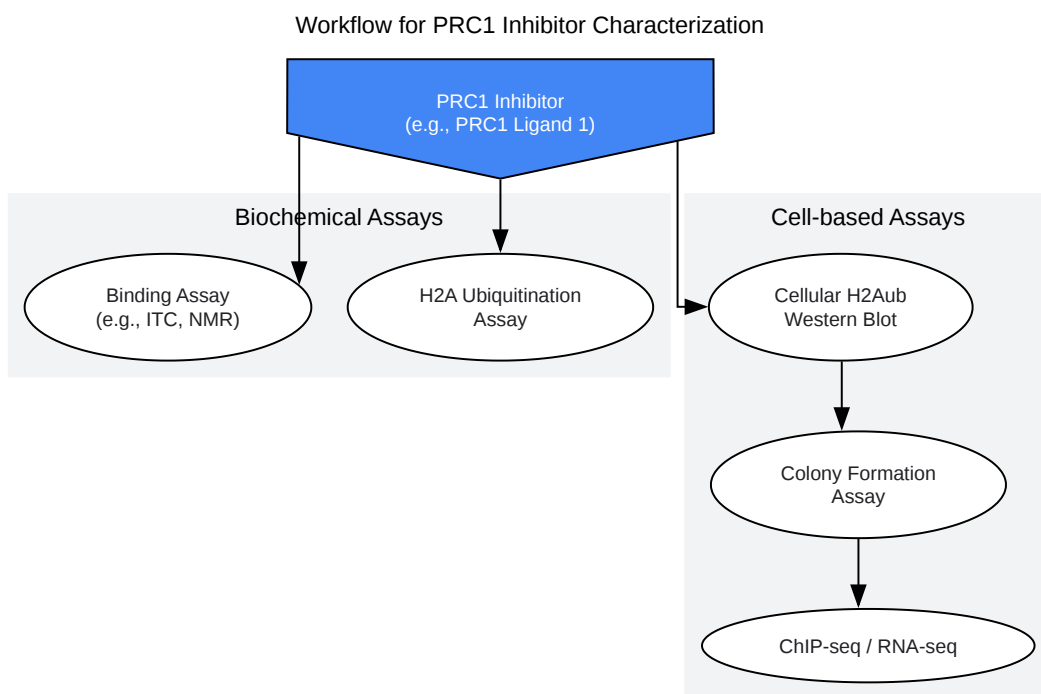 Workflow for PRC1 Inhibitor Characterization
PRC1 Inhibitor
(e.g., PRC1 Ligand 1)
Biochemical Assays
Cell-based Assays
Binding Assay
(e.g., ITC, NMR)
H2A Ubiquitination
Assay
Cellular H2Aub
Western Blot
Colony Formation
Assay
ChIP-seq / RNA-seq